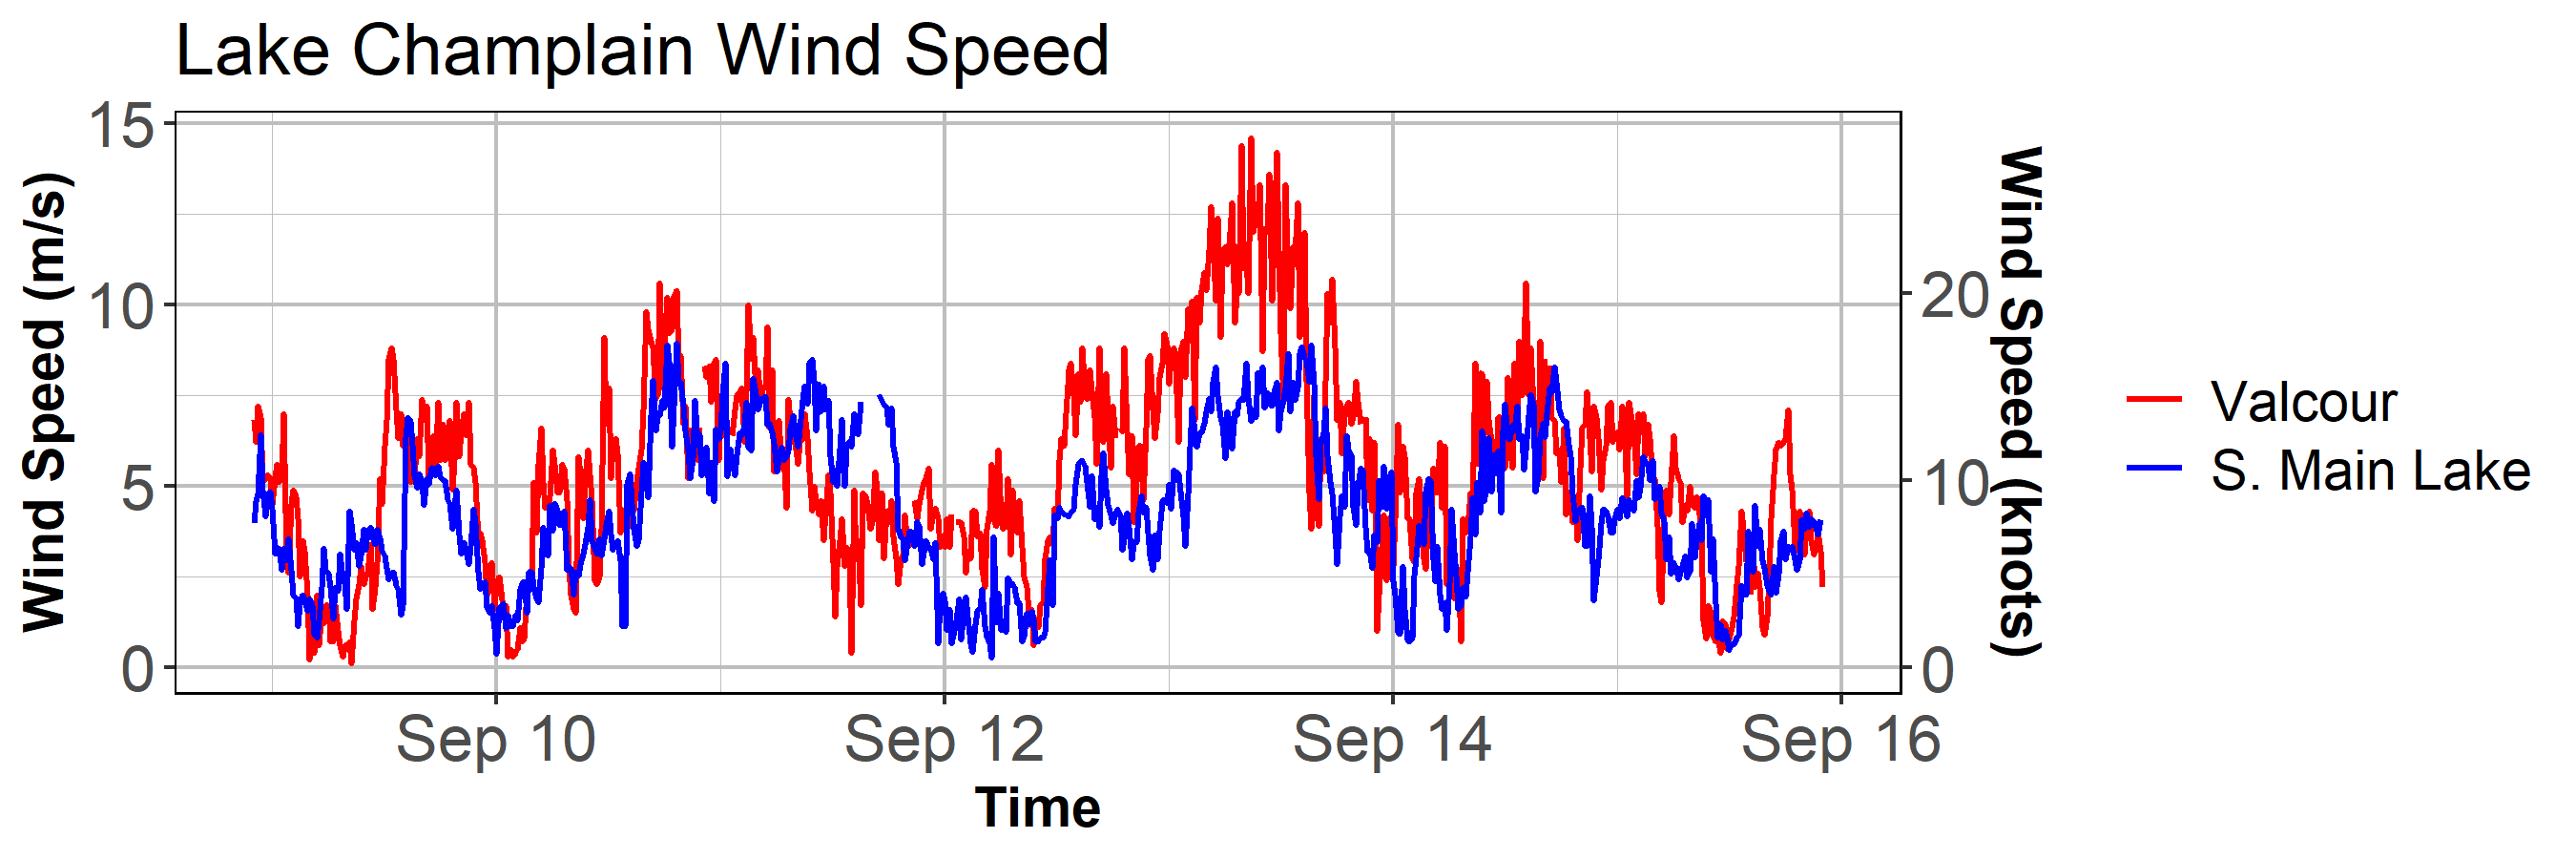 Lake Champlain Wind Speed
Wind Speed (m/s)
15
10
5
0
Wind Speed (knots)
20
10
0
Sep 10
Sep 12
Sep 14
Sep 16
Time
Valcour
S. Main Lake